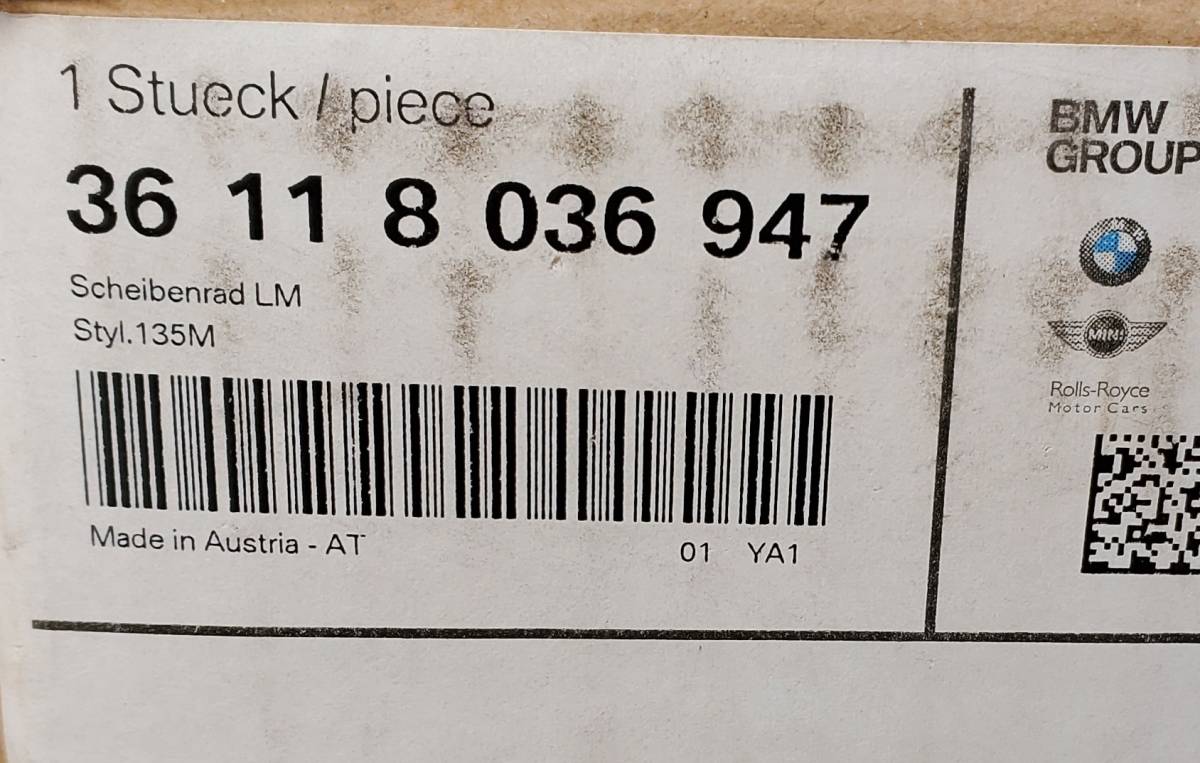 1 Stueck / piece
36 11 8 036 947
Scheibenrad LM
Styl.135M
Made in Austria - AT
01 YA1
BMW
GROUP
MINI
Rolls-Royce
Motor Cars